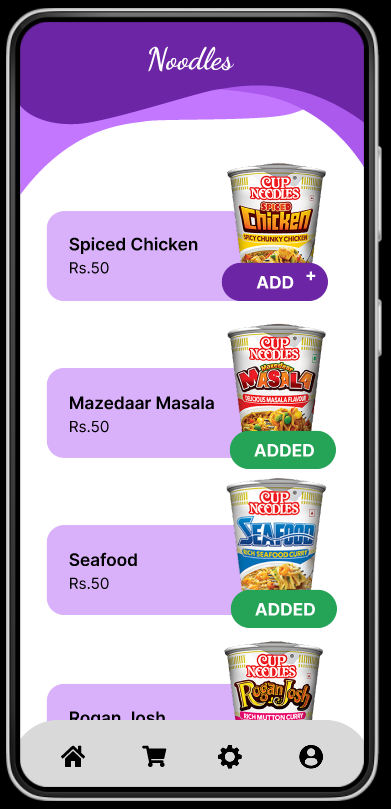 Noodles
CUP
NOODLES
SPICED
Chicken
SPICY CHUNKY CHICKEN
Spiced Chicken
Rs.50
ADD +
CUP
NOODLES
Mazedaar
MASALA
DELICIOUS MASALA FLAVOUR
Mazedaar Masala
Rs.50
ADDED
CUP
NOODLES
SEAFOOD
RICH SEAFOOD CURRY
Seafood
Rs.50
ADDED
CUP
NOODLES
Rogan Josh
RICH MUTTON CURRY
Rogan Josh